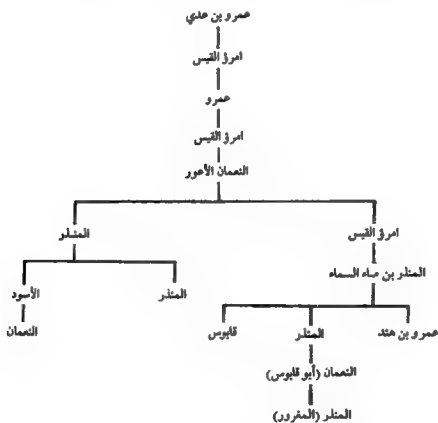 عمرو بن عدي
امرؤ القيس
عمرو
امرؤ القيس
النعمان الأعور
امرؤ القيس
المنذر
المنذر بن ماء السماء
المنذر
الأسود
عمرو بن هند
المنذر
قابوس
النعمان
النعمان (أبو قابوس)
المنذر (المغرور)